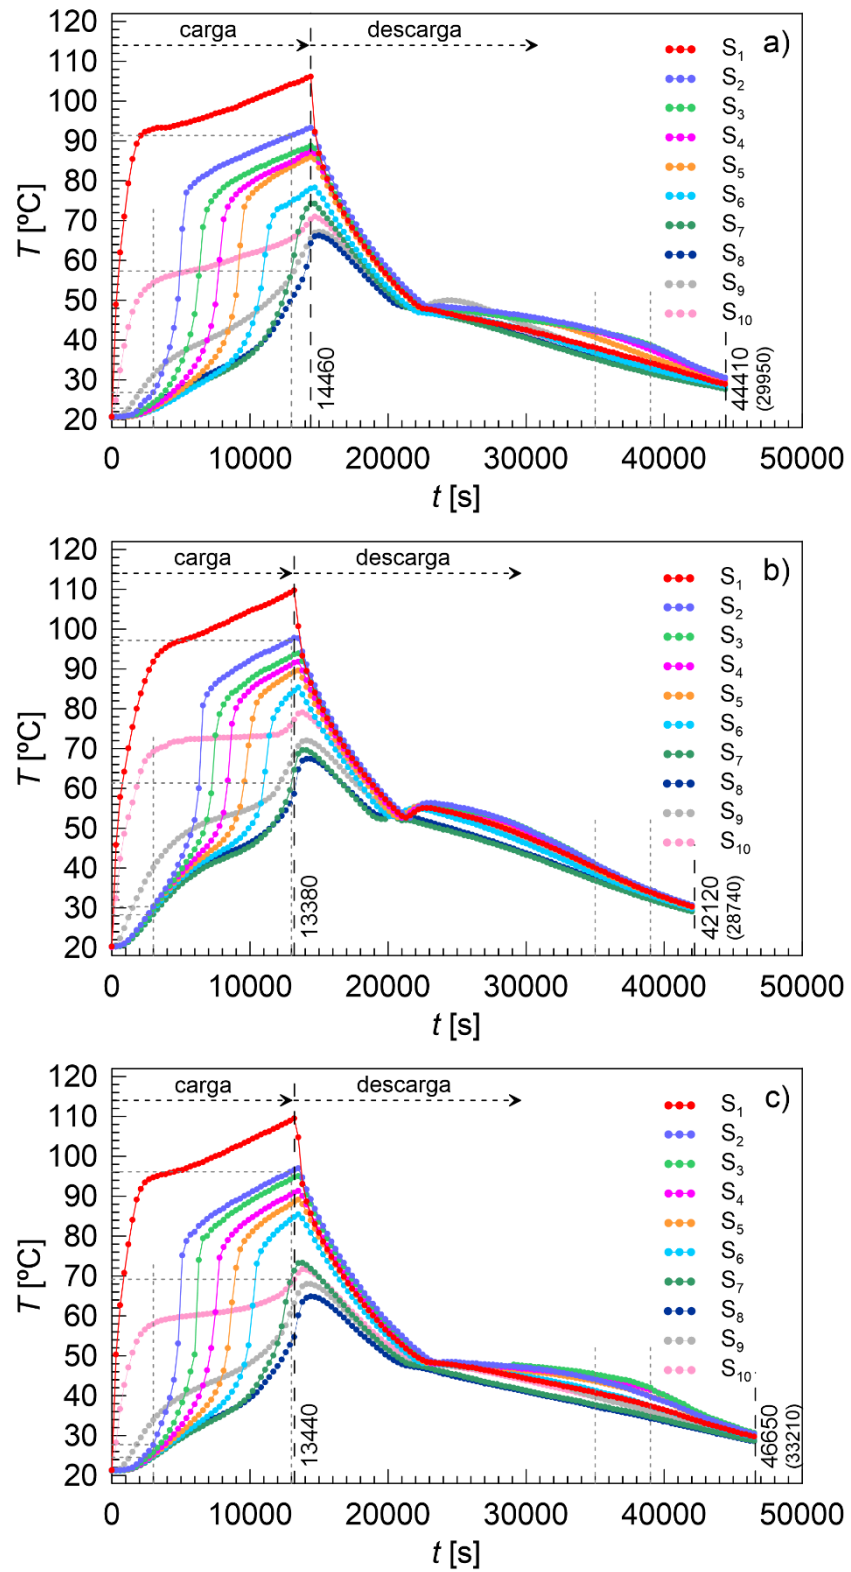 carga descarga a)
120
110
100
90
80
70
60
50
40
30
20
T [ºC]
S1
S2
S3
S4
S5
S6
S7
S8
S9
S10
14460
44410
(29950)
0 10000 20000 30000 40000 50000
t [s]
carga descarga b)
120
110
100
90
80
70
60
50
40
30
20
T [ºC]
S1
S2
S3
S4
S5
S6
S7
S8
S9
S10
13380
42120
(28740)
0 10000 20000 30000 40000 50000
t [s]
carga descarga c)
120
110
100
90
80
70
60
50
40
30
20
T [ºC]
S1
S2
S3
S4
S5
S6
S7
S8
S9
S10
13440
46650
(33210)
0 10000 20000 30000 40000 50000
t [s]